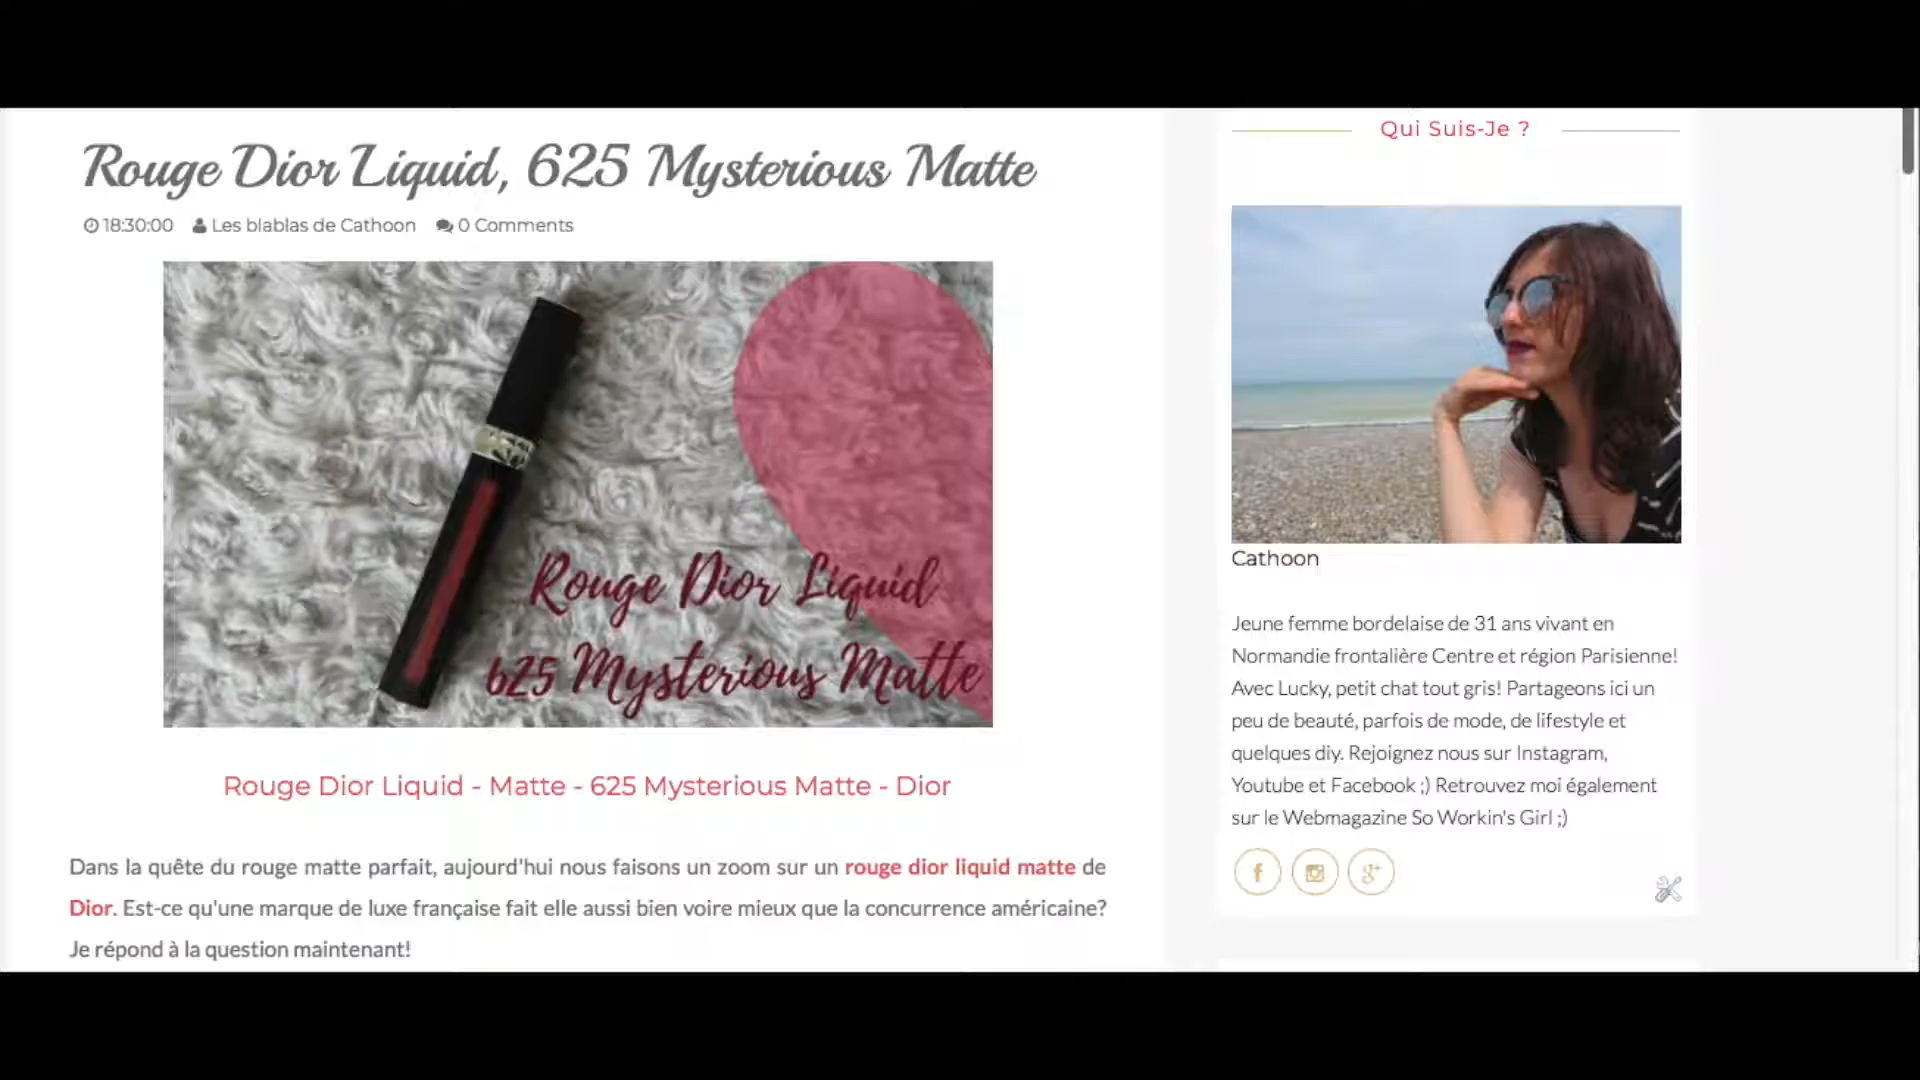 Rouge Dior Liquid, 625 Mysterious Matte
18:30:00 Les blablas de Cathoon 0 Comments
Rouge Dior Liquid
625 Mysterious Matte
Rouge Dior Liquid - Matte - 625 Mysterious Matte - Dior
Dans la quête du rouge matte parfait, aujourd'hui nous faisons un zoom sur un rouge dior liquid matte de
Dior. Est-ce qu'une marque de luxe française fait elle aussi bien voire mieux que la concurrence américaine?
Je répond à la question maintenant!
Qui Suis-Je ?
Cathoon
Jeune femme bordelaise de 31 ans vivant en
Normandie frontalière Centre et région Parisienne!
Avec Lucky, petit chat tout gris! Partageons ici un
peu de beauté, parfois de mode, de lifestyle et
quelques diy. Rejoignez nous sur Instagram,
Youtube et Facebook ;) Retrouvez moi également
sur le Webmagazine So Workin's Girl ;)